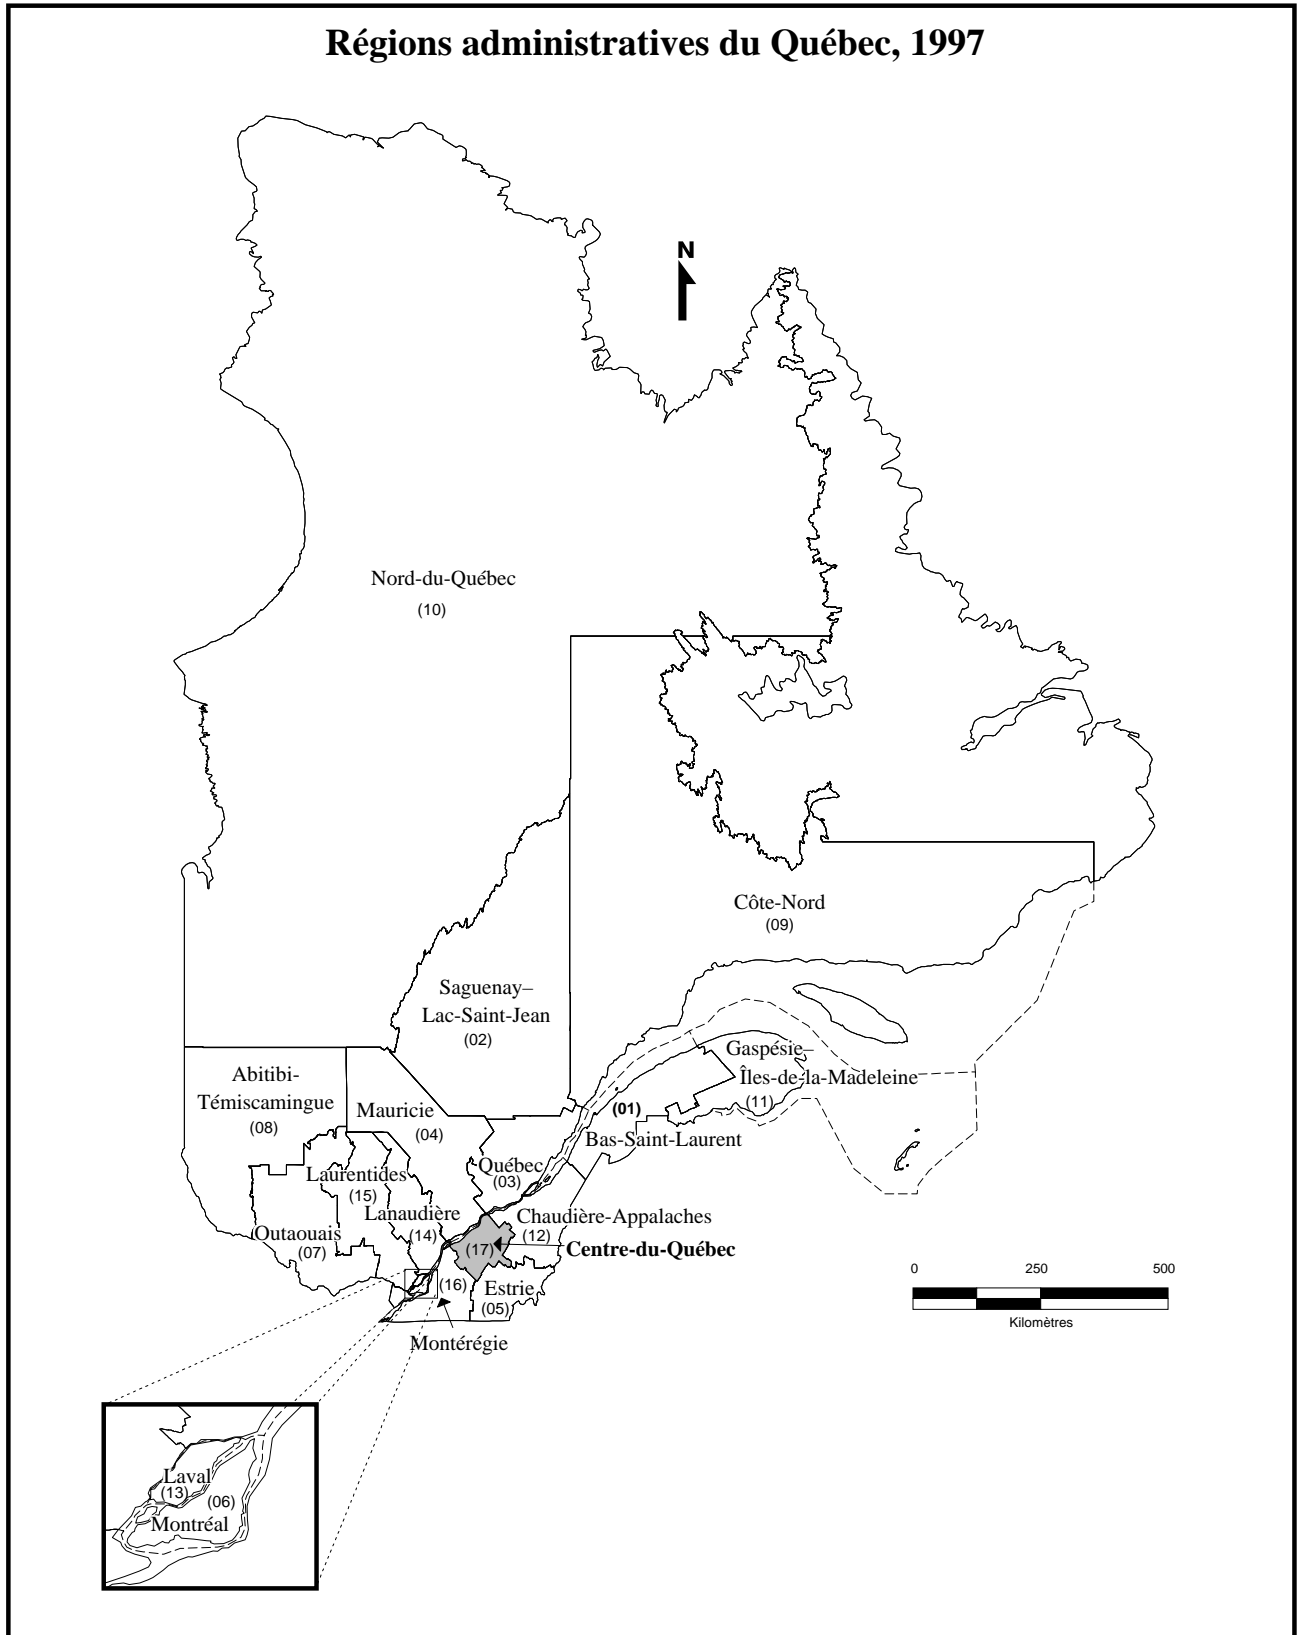 Régions administratives du Québec, 1997
N
Nord-du-Québec
(10)
Côte-Nord
(09)
Saguenay–
Lac-Saint-Jean
(02)
Gaspésie–
Îles-de-la-Madeleine
(11)
Abitibi-
Témiscamingue
(08)
Mauricie
(04)
(01)
Bas-Saint-Laurent
Québec
(03)
Laurentides
(15)
Lanaudière
(14)
Chaudière-Appalaches
(12)
Outaouais
(07)
(17)
Centre-du-Québec
(16)
Estrie
(05)
Montérégie
0 250 500
Kilomètres
Laval
(13)
(06)
Montréal